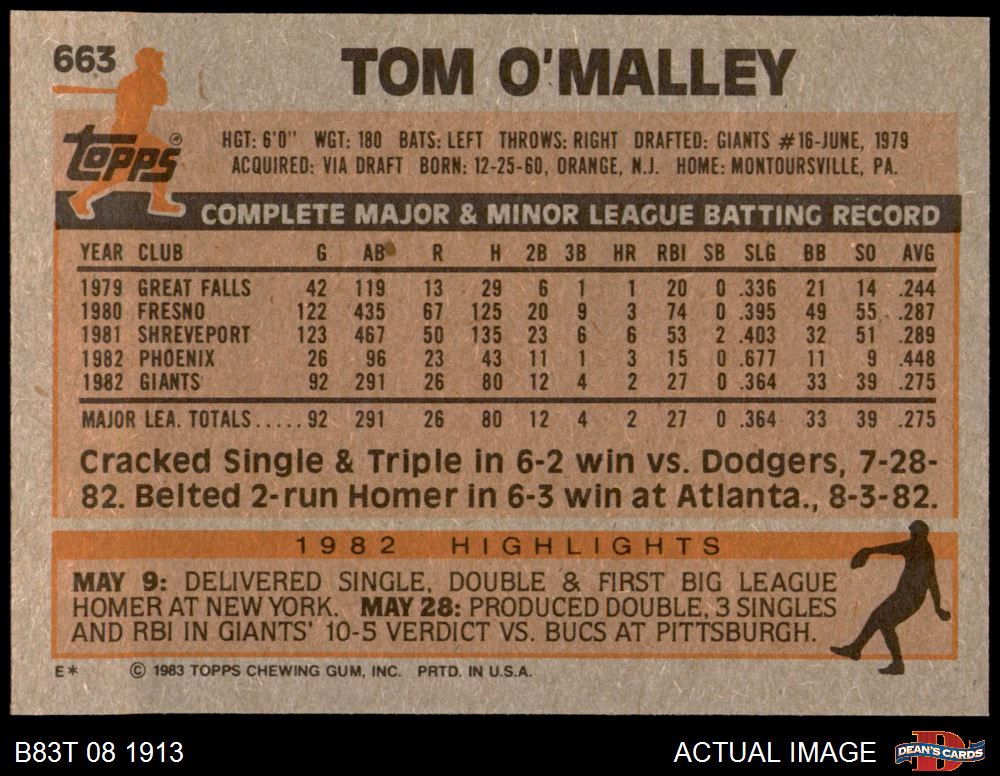 663
TOM O'MALLEY
topps®
HGT: 6'0" WGT: 180 BATS: LEFT THROWS: RIGHT DRAFTED: GIANTS #16-JUNE, 1979
ACQUIRED: VIA DRAFT BORN: 12-25-60, ORANGE, N.J. HOME: MONTOURSVILLE, PA.
COMPLETE MAJOR & MINOR LEAGUE BATTING RECORD
YEAR CLUB G AB R H 2B 3B HR RBI SB SLG BB SO AVG
1979 GREAT FALLS 42 119 13 29 6 1 1 20 0 .336 21 14 .244
1980 FRESNO 122 435 67 125 20 9 3 74 0 .395 49 55 .287
1981 SHREVEPORT 123 467 50 135 23 6 6 53 2 .403 32 51 .289
1982 PHOENIX 26 96 23 43 11 1 3 15 0 .677 11 9 .448
1982 GIANTS 92 291 26 80 12 4 2 27 0 .364 33 39 .275
MAJOR LEA. TOTALS.....92 291 26 80 12 4 2 27 0 .364 33 39 .275
Cracked Single & Triple in 6-2 win vs. Dodgers, 7-28-
82. Belted 2-run Homer in 6-3 win at Atlanta., 8-3-82.
1982 HIGHLIGHTS
MAY 9: DELIVERED SINGLE, DOUBLE & FIRST BIG LEAGUE
HOMER AT NEW YORK. MAY 28: PRODUCED DOUBLE, 3 SINGLES
AND RBI IN GIANTS' 10-5 VERDICT VS. BUCS AT PITTSBURGH.
E* © 1983 TOPPS CHEWING GUM, INC. PRTD. IN U.S.A.
B83T 08 1913
ACTUAL IMAGE
D
DEAN'S CARDS